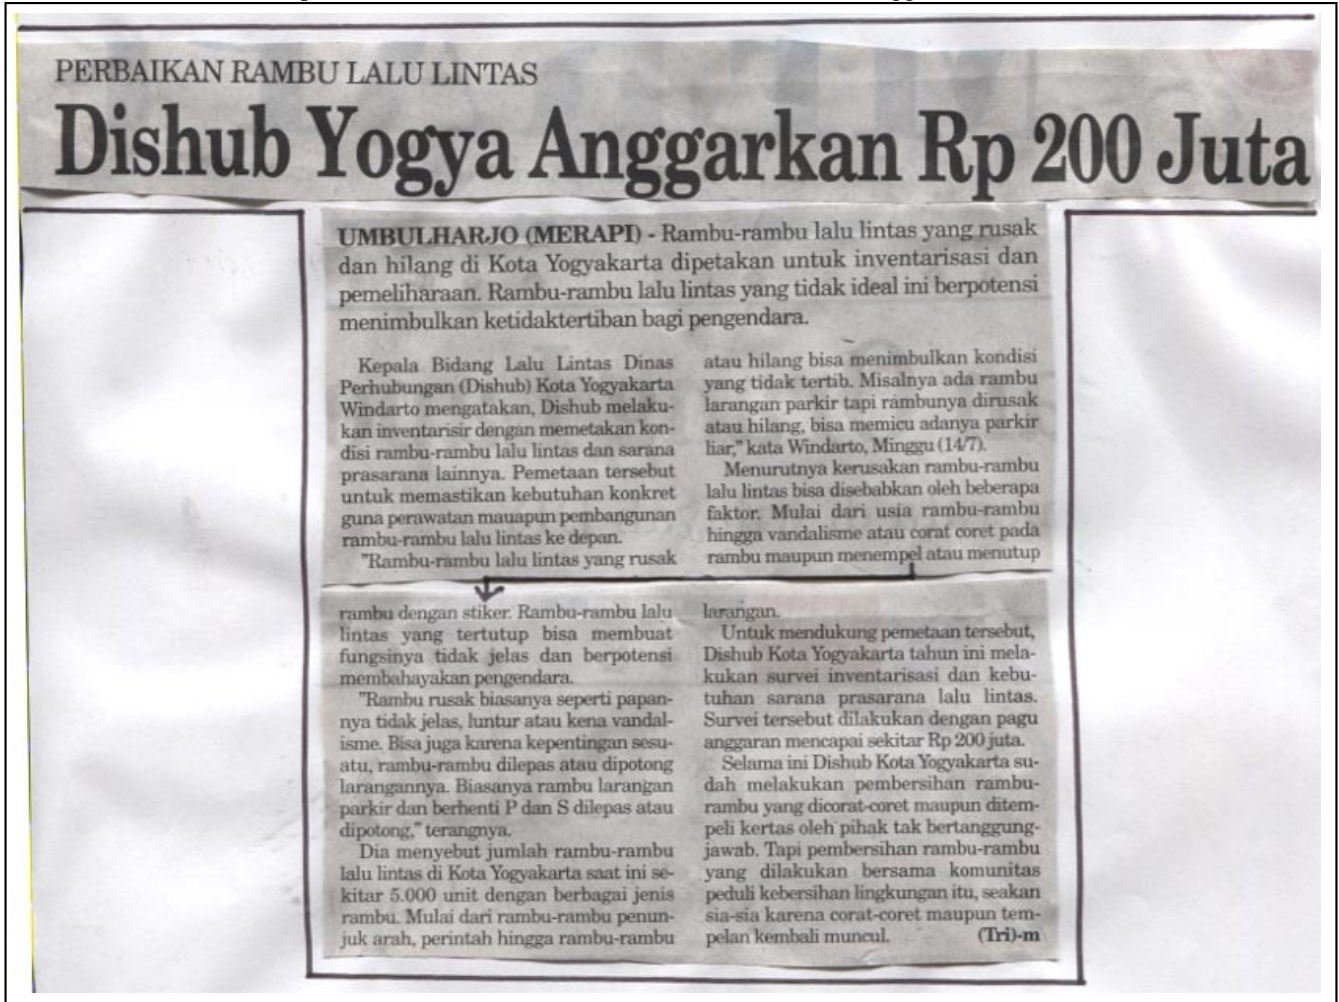 PERBAIKAN RAMBU LALU LINTAS
Dishub Yogya Anggarkan Rp 200 Juta
UMBULHARJO (MERAPI) - Rambu-rambu lalu lintas yang rusak
dan hilang di Kota Yogyakarta dipetakan untuk inventarisasi dan
pemeliharaan. Rambu-rambu lalu lintas yang tidak ideal ini berpotensi
menimbulkan ketidaktertiban bagi pengendara.
Kepala Bidang Lalu Lintas Dinas
Perhubungan (Dishub) Kota Yogyakarta
Windarto mengatakan, Dishub melaku-
kan inventarisir dengan memetakan kon-
disi rambu-rambu lalu lintas dan sarana
prasarana lainnya. Pemetaan tersebut
untuk memastikan kebutuhan konkret
guna perawatan mauapun pembangunan
rambu-rambu lalu lintas ke depan.
"Rambu-rambu lalu lintas yang rusak
atau hilang bisa menimbulkan kondisi
yang tidak tertib. Misalnya ada rambu
larangan parkir tapi rambunya dirusak
atau hilang, bisa memicu adanya parkir
liar," kata Windarto, Minggu (14/7).
Menurutnya kerusakan rambu-rambu
lalu lintas bisa disebabkan oleh beberapa
faktor. Mulai dari usia rambu-rambu
hingga vandalisme atau corat coret pada
rambu maupun menempel atau menutup
rambu dengan stiker. Rambu-rambu lalu
lintas yang tertutup bisa membuat
fungsinya tidak jelas dan berpotensi
membahayakan pengendara.
"Rambu rusak biasanya seperti papan-
nya tidak jelas, luntur atau kena vandal-
isme. Bisa juga karena kepentingan sesu-
atu, rambu-rambu dilepas atau dipotong
larangannya. Biasanya rambu larangan
parkir dan berhenti P dan S dilepas atau
dipotong," terangnya.
Dia menyebut jumlah rambu-rambu
lalu lintas di Kota Yogyakarta saat ini se-
kitar 5.000 unit dengan berbagai jenis
rambu. Mulai dari rambu-rambu penun-
juk arah, perintah hingga rambu-rambu
larangan.
Untuk mendukung pemetaan tersebut,
Dishub Kota Yogyakarta tahun ini mela-
kukan survei inventarisasi dan kebu-
tuhan sarana prasarana lalu lintas.
Survei tersebut dilakukan dengan pagu
anggaran mencapai sekitar Rp 200 juta.
Selama ini Dishub Kota Yogyakarta su-
dah melakukan pembersihan rambu-
rambu yang dicorat-coret maupun ditem-
peli kertas oleh pihak tak bertanggung-
jawab. Tapi pembersihan rambu-rambu
yang dilakukan bersama komunitas
peduli kebersihan lingkungan itu, seakan
sia-sia karena corat-coret maupun tem-
pelan kembali muncul. (Tri)-m